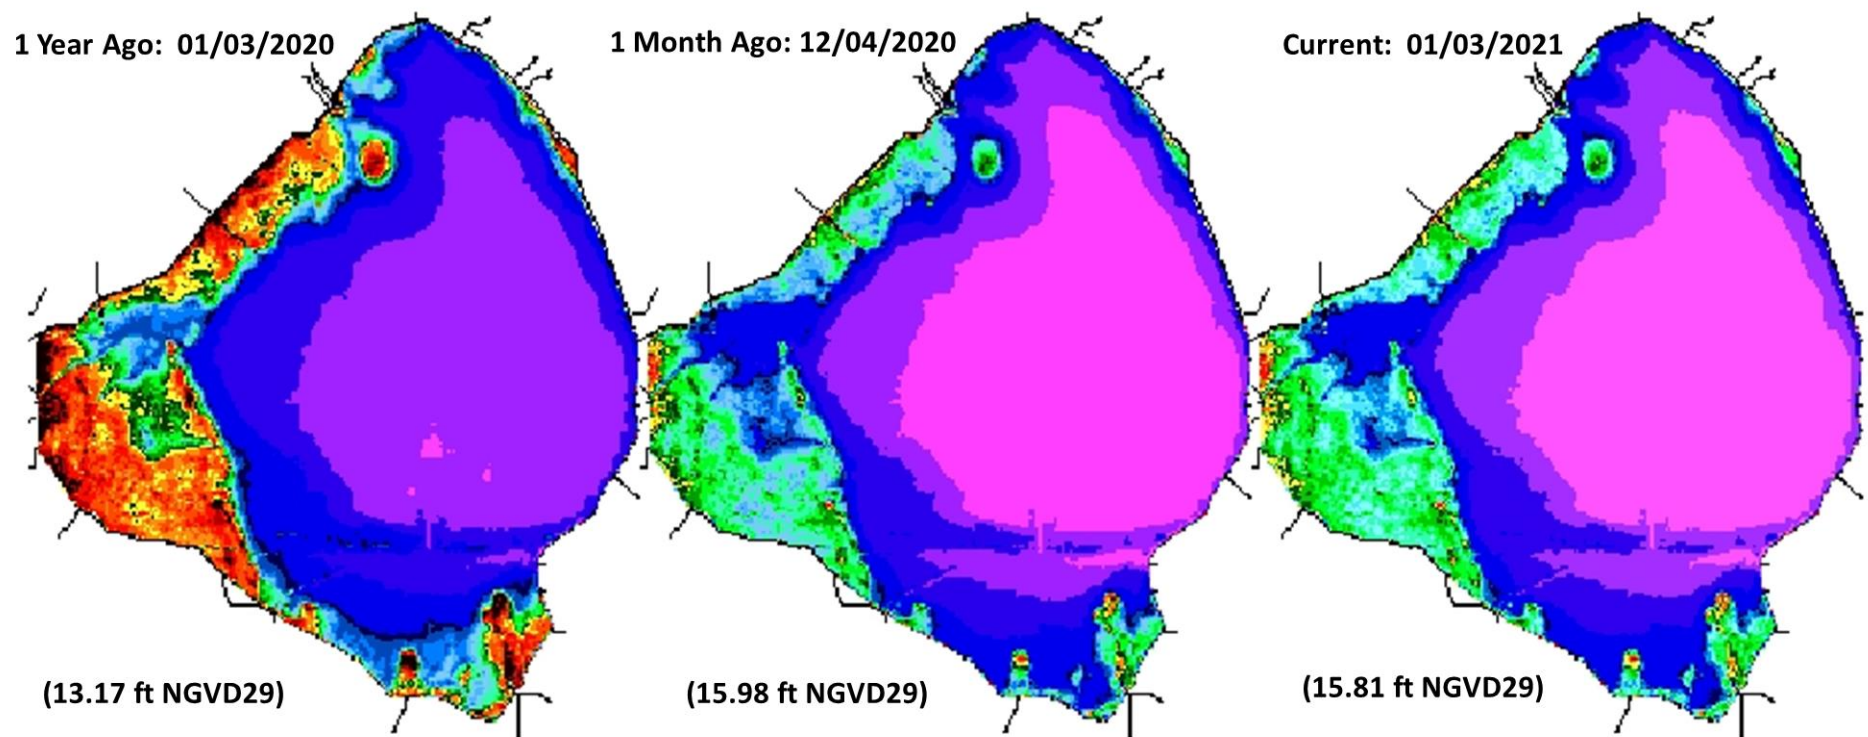 1 Year Ago:  01/03/2020
1 Month Ago: 12/04/2020
Current:  01/03/2021
(13.17 ft NGVD29)
(15.98 ft NGVD29)
(15.81 ft NGVD29)